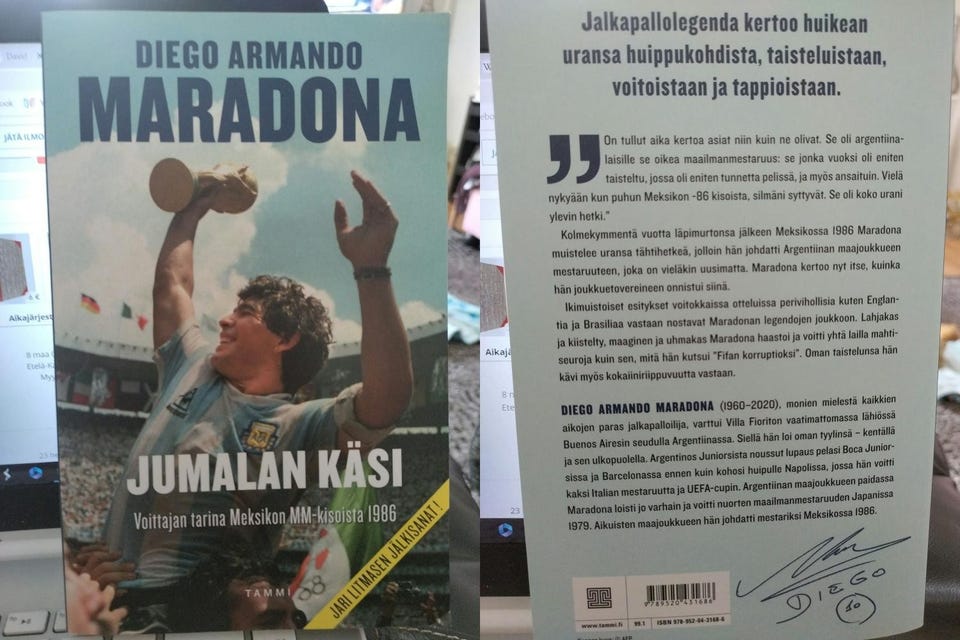 DIEGO ARMANDO
MARADONA
JUMALAN KÄSI
Voittajan tarina Meksikon MM-kisoista 1986
JARI LITMASEN JÄLKISANAT!
TAMMI
JÄTÄ ILMO
Aikajärjest
8 maa
Etelä-Ka
Jalkapallolegenda kertoo huikean
uransa huippukohdista, taisteluistaan,
voitoistaan ja tappioistaan.
”On tullut aika kertoa asiat niin kuin ne olivat. Se oli argentiina-
laisille se oikea maailmanmestaruus: se jonka vuoksi oli eniten
taisteltu, jossa oli eniten tunnetta pelissä, ja myös ansaituin. Vielä
nykyään kun puhun Meksikon -86 kisoista, silmäni syttyvät. Se oli koko urani
ylevin hetki.”
Kolmekymmentä vuotta läpimurtonsa jälkeen Meksikossa 1986 Maradona
muistelee uransa tähtihetkeä, jolloin hän johdatti Argentiinan maajoukkueen
mestaruuteen, joka on vieläkin uusimatta. Maradona kertoo nyt itse, kuinka
hän joukkuetovereineen onnistui siinä.
Ikimuistoiset esitykset voitokkaissa otteluissa perivihollisia kuten Englan-
tia ja Brasiliaa vastaan nostavat Maradonan legendojen joukkoon. Lahjakas
ja kiistelty, maaginen ja uhmakas Maradona haastoi ja voitti yhtä lailla mahti-
seuroja kuin sen, mitä hän kutsui ”Fifan korruptioksi”. Oman taistelunsa hän
kävi myös kokaiiniriippuvuutta vastaan.
DIEGO ARMANDO MARADONA (1960–2020), monien mielestä kaikkien
aikojen paras jalkapalloilija, varttui Villa Fioriton vaatimattomassa lähiössä
Buenos Airesin seudulla Argentiinassa. Siellä hän loi oman tyylinsä – kentällä
ja sen ulkopuolella. Argentinos Juniorsista noussut lupaus pelasi Boca Junior-
sissa ja Barcelonassa ennen kuin kohosi huipulle Napolissa, jossa hän voitti
kaksi Italian mestaruutta ja UEFA-cupin. Argentiinan maajoukkueen paidassa
Maradona loisti jo varhain ja voitti nuorten maailmanmestaruuden Japanissa
1979. Aikuisten maajoukkueen hän johdatti mestariksi Meksikossa 1986.
DIEGO
10
9789520431686
www.tammi.fi
99.1
ISBN 978-952-04-3168-6